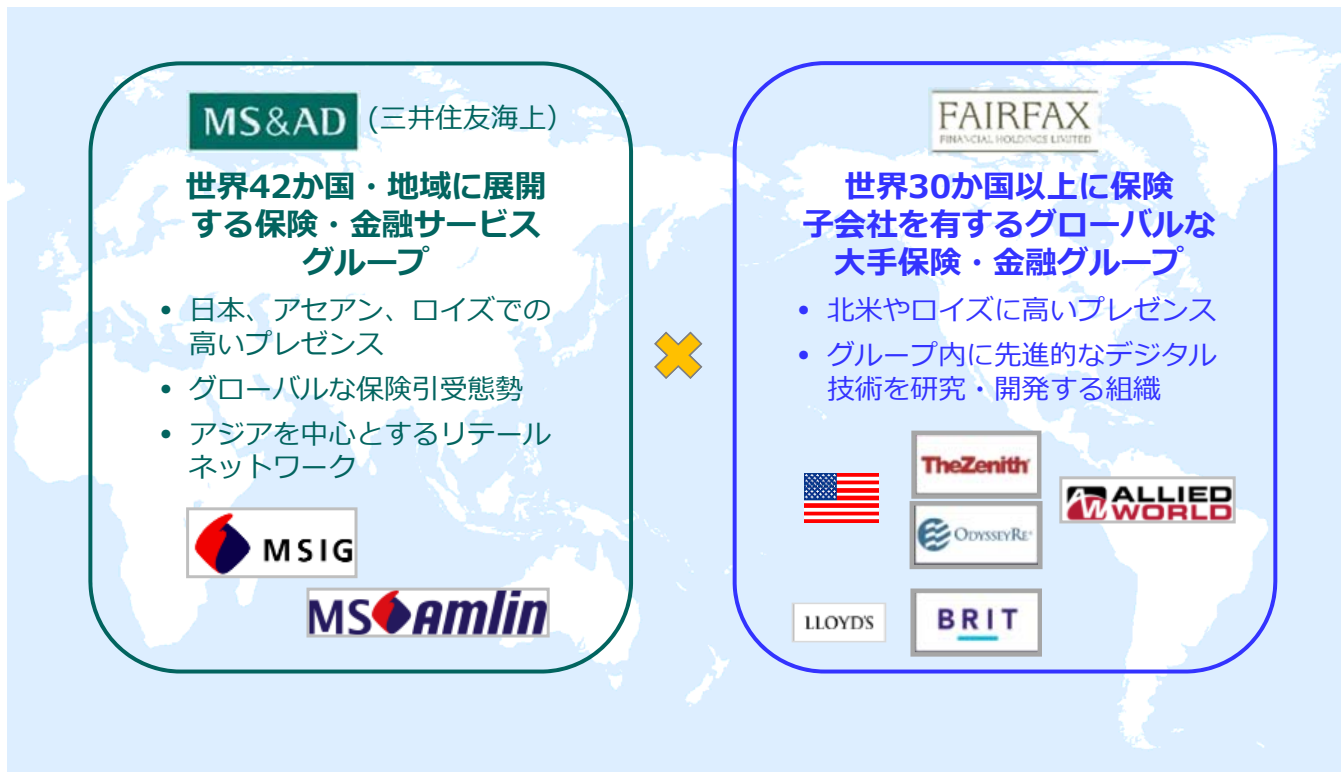 MS&AD (三井住友海上)
世界42か国・地域に展開
する保険・金融サービス
グループ
• 日本、アセアン、ロイズでの
高いプレゼンス
• グローバルな保険引受態勢
• アジアを中心とするリテール
ネットワーク
MSIG
MS amlin
FAIRFAX
FINANCIAL HOLDINGS LIMITED
世界30か国以上に保険
子会社を有するグローバルな
大手保険・金融グループ
• 北米やロイズに高いプレゼンス
• グループ内に先進的なデジタル
技術を研究・開発する組織
TheZenith
ODYSSEYRE
AW ALLIED
WORLD
LLOYD'S
BRIT